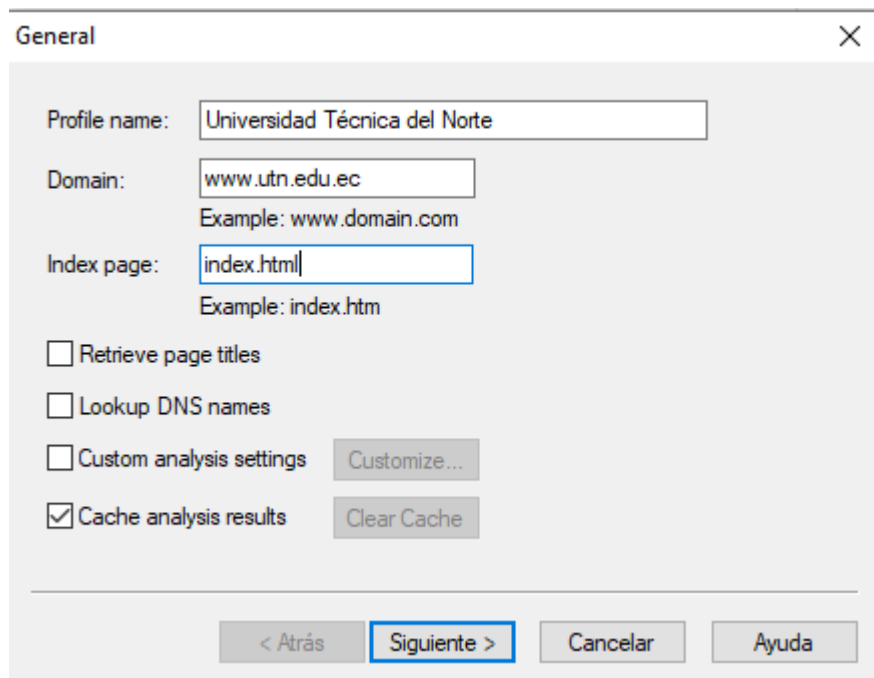 General
Profile name: Universidad Técnica del Norte
Domain: www.utn.edu.ec
Example: www.domain.com
Index page: index.html
Example: index.htm
Retrieve page titles
Lookup DNS names
Custom analysis settings Customize...
Cache analysis results Clear Cache
< Atrás Siguiente > Cancelar Ayuda